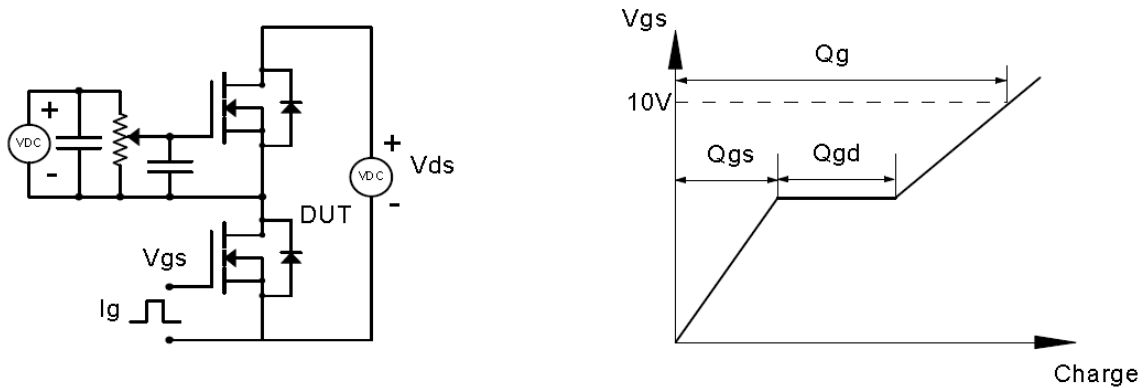 +
VDC
-
+
VDC
-
Vds
DUT
Vgs
Ig
Vgs
Qg
10V
Qgs
Qgd
Charge